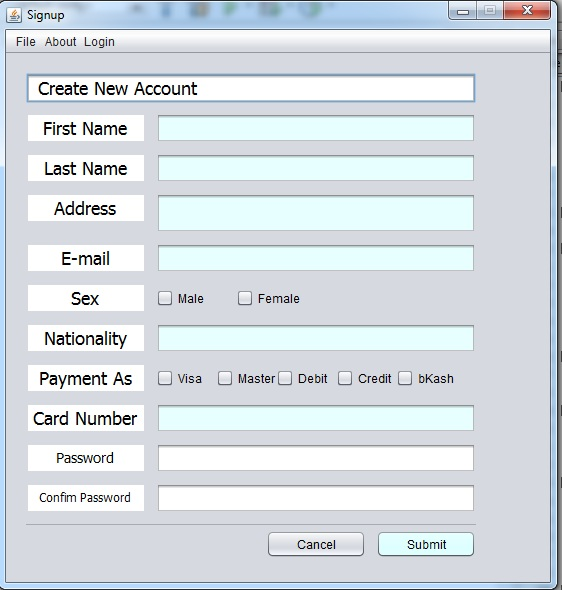 Signup
File About Login
Create New Account
First Name
Last Name
Address
E-mail
Sex Male Female
Nationality
Payment As Visa Master Debit Credit bKash
Card Number
Password
Confim Password
Cancel Submit